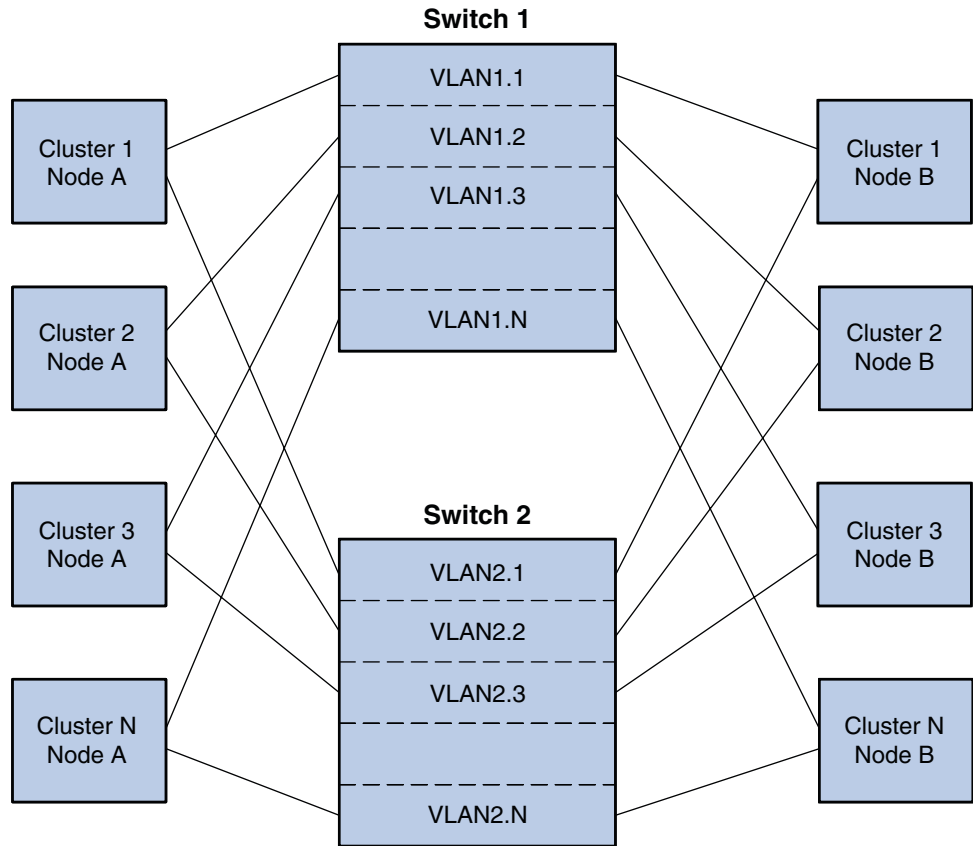 Switch 1
VLAN1.1
VLAN1.2
VLAN1.3
VLAN1.N
Cluster 1
Node A
Cluster 2
Node A
Cluster 3
Node A
Cluster N
Node A
Cluster 1
Node B
Cluster 2
Node B
Cluster 3
Node B
Cluster N
Node B
Switch 2
VLAN2.1
VLAN2.2
VLAN2.3
VLAN2.N